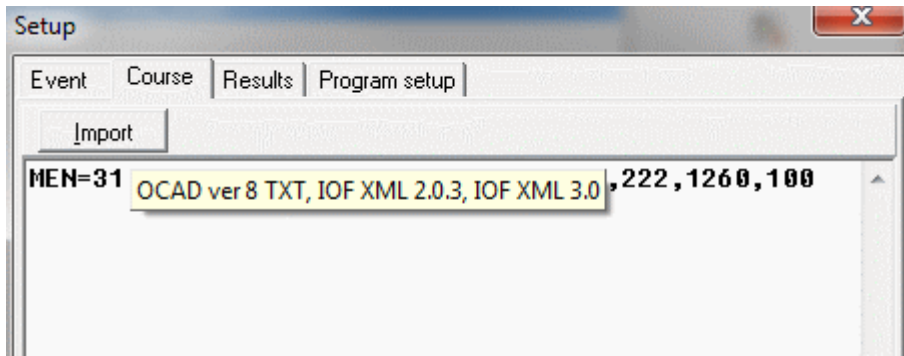 Setup
Event Course Results Program setup
Import
MEN=31 ,222,1260,100
OCAD ver 8 TXT, IOF XML 2.0.3, IOF XML 3.0